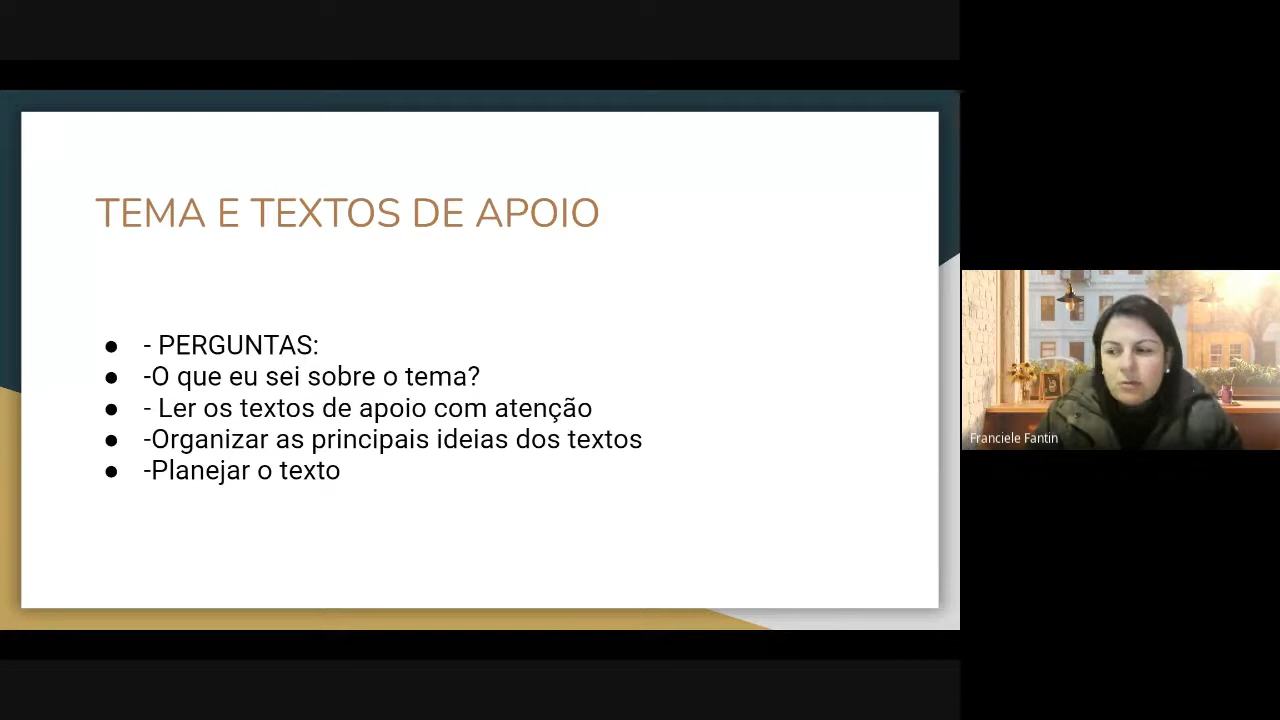 TEMA E TEXTOS DE APOIO
● - PERGUNTAS:
● -O que eu sei sobre o tema?
● - Ler os textos de apoio com atenção
● -Organizar as principais ideias dos textos
● -Planejar o texto
Franciele Fantin